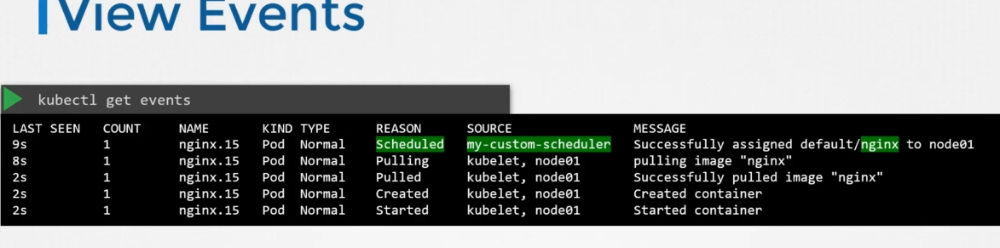 View Events
kubectl get events
LAST SEEN COUNT NAME KIND TYPE REASON SOURCE MESSAGE
9s 1 nginx.15 Pod Normal Scheduled my-custom-scheduler Successfully assigned default/nginx to node01
8s 1 nginx.15 Pod Normal Pulling kubelet, node01 pulling image "nginx"
2s 1 nginx.15 Pod Normal Pulled kubelet, node01 Successfully pulled image "nginx"
2s 1 nginx.15 Pod Normal Created kubelet, node01 Created container
2s 1 nginx.15 Pod Normal Started kubelet, node01 Started container